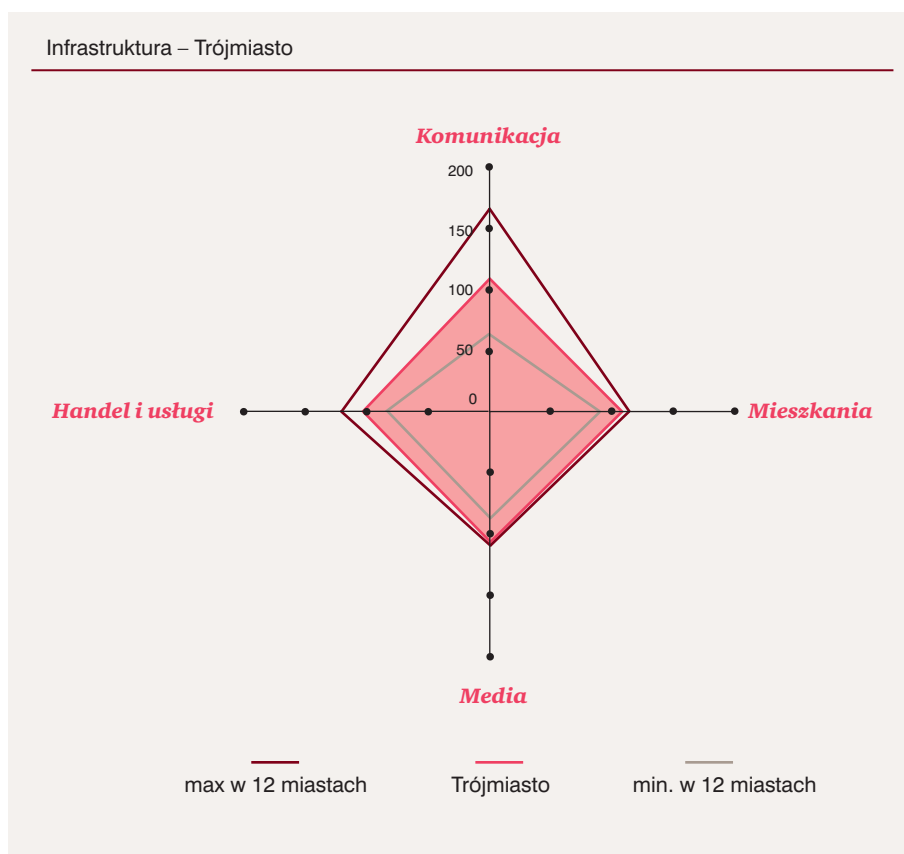 Infrastruktura – Trójmiasto
Komunikacja
200
150
100
50
0
Handel i usługi
Mieszkania
Media
max w 12 miastach
Trójmiasto
min. w 12 miastach